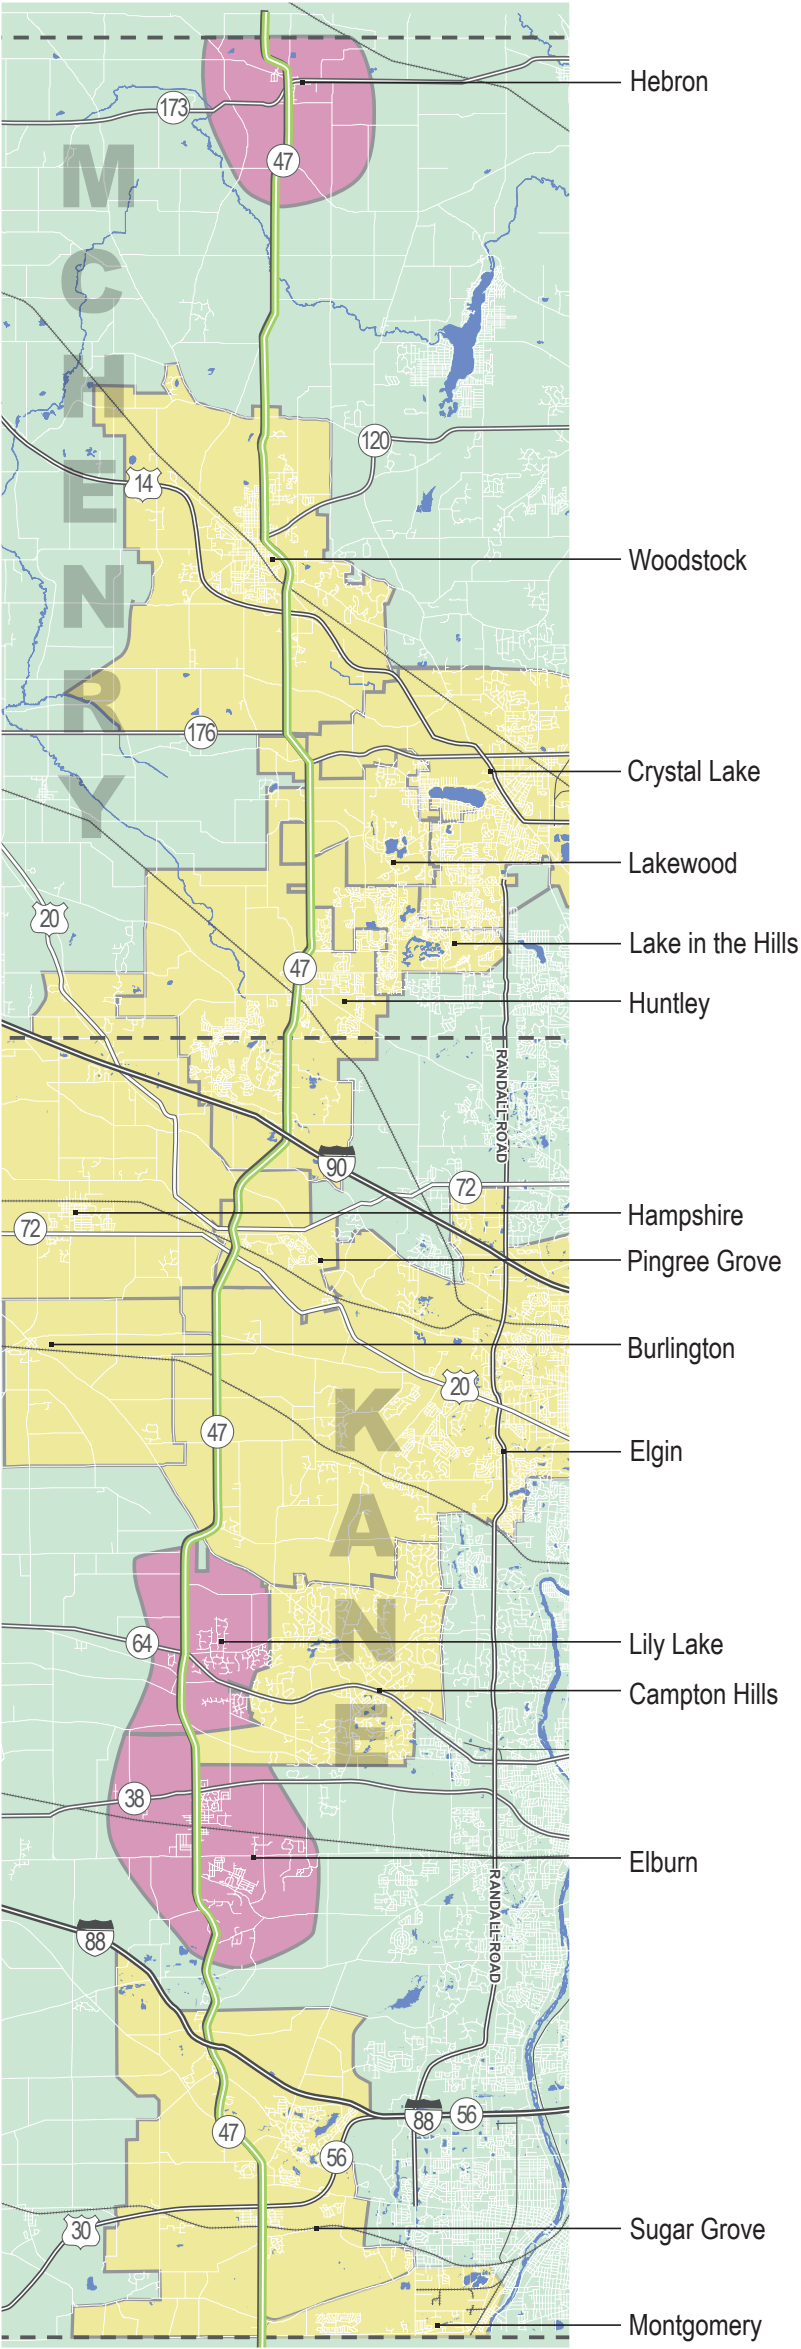 Hebron
173
47
MCHENRY
120
14
Woodstock
176
Crystal Lake
Lakewood
20
Lake in the Hills
47
Huntley
RANDALL ROAD
90
72
Hampshire
72
Pingree Grove
Burlington
20
KANE
47
Elgin
64
Lily Lake
Campton Hills
38
Elburn
RANDALL ROAD
88
88
56
47
56
30
Sugar Grove
Montgomery